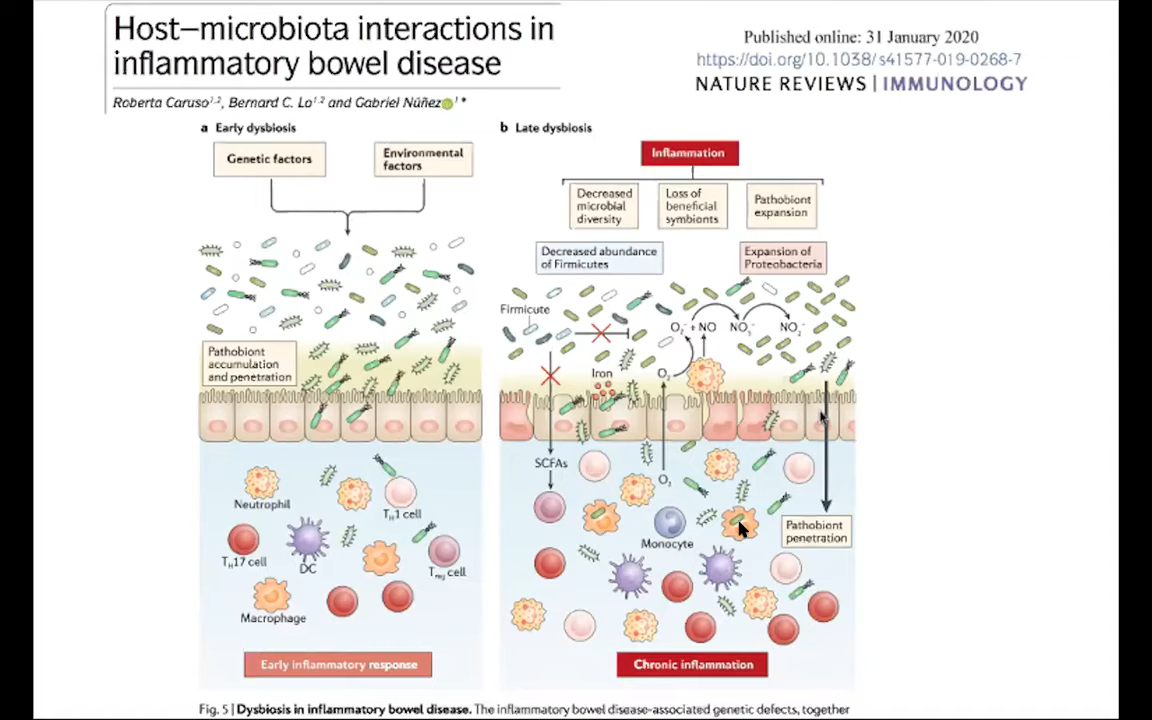 Host–microbiota interactions in
inflammatory bowel disease
Roberta Caruso1,2, Bernard C. Lo1,2 and Gabriel Núñez1*
Published online: 31 January 2020
https://doi.org/10.1038/s41577-019-0268-7
NATURE REVIEWS | IMMUNOLOGY
a Early dysbiosis
Genetic factors
Environmental
factors
Pathobiont
accumulation
and penetration
Neutrophil
TH1 cell
TH17 cell
DC
Treg cell
Macrophage
Early inflammatory response
b Late dysbiosis
Inflammation
Decreased
microbial
diversity
Loss of
beneficial
symbionts
Pathobiont
expansion
Decreased abundance
of Firmicutes
Expansion of
Proteobacteria
Firmicute
O2− + NO
NO3−
NO2−
Iron
O2
SCFAs
O2
Monocyte
Pathobiont
penetration
Chronic inflammation
Fig. 5 | Dysbiosis in inflammatory bowel disease. The inflammatory bowel disease-associated genetic defects, together